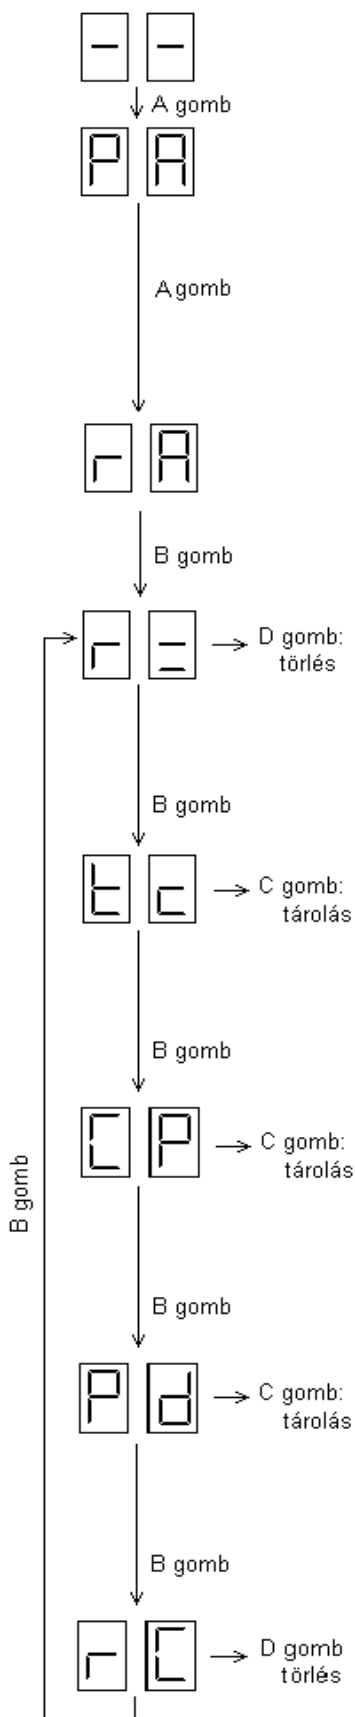 - -
A gomb
P A
A gomb
r A
B gomb
r =
D gomb:
törlés
B gomb
t c
C gomb:
tárolás
B gomb
C P
C gomb:
tárolás
B gomb
B gomb
P d
C gomb:
tárolás
B gomb
r C
D gomb
törlés